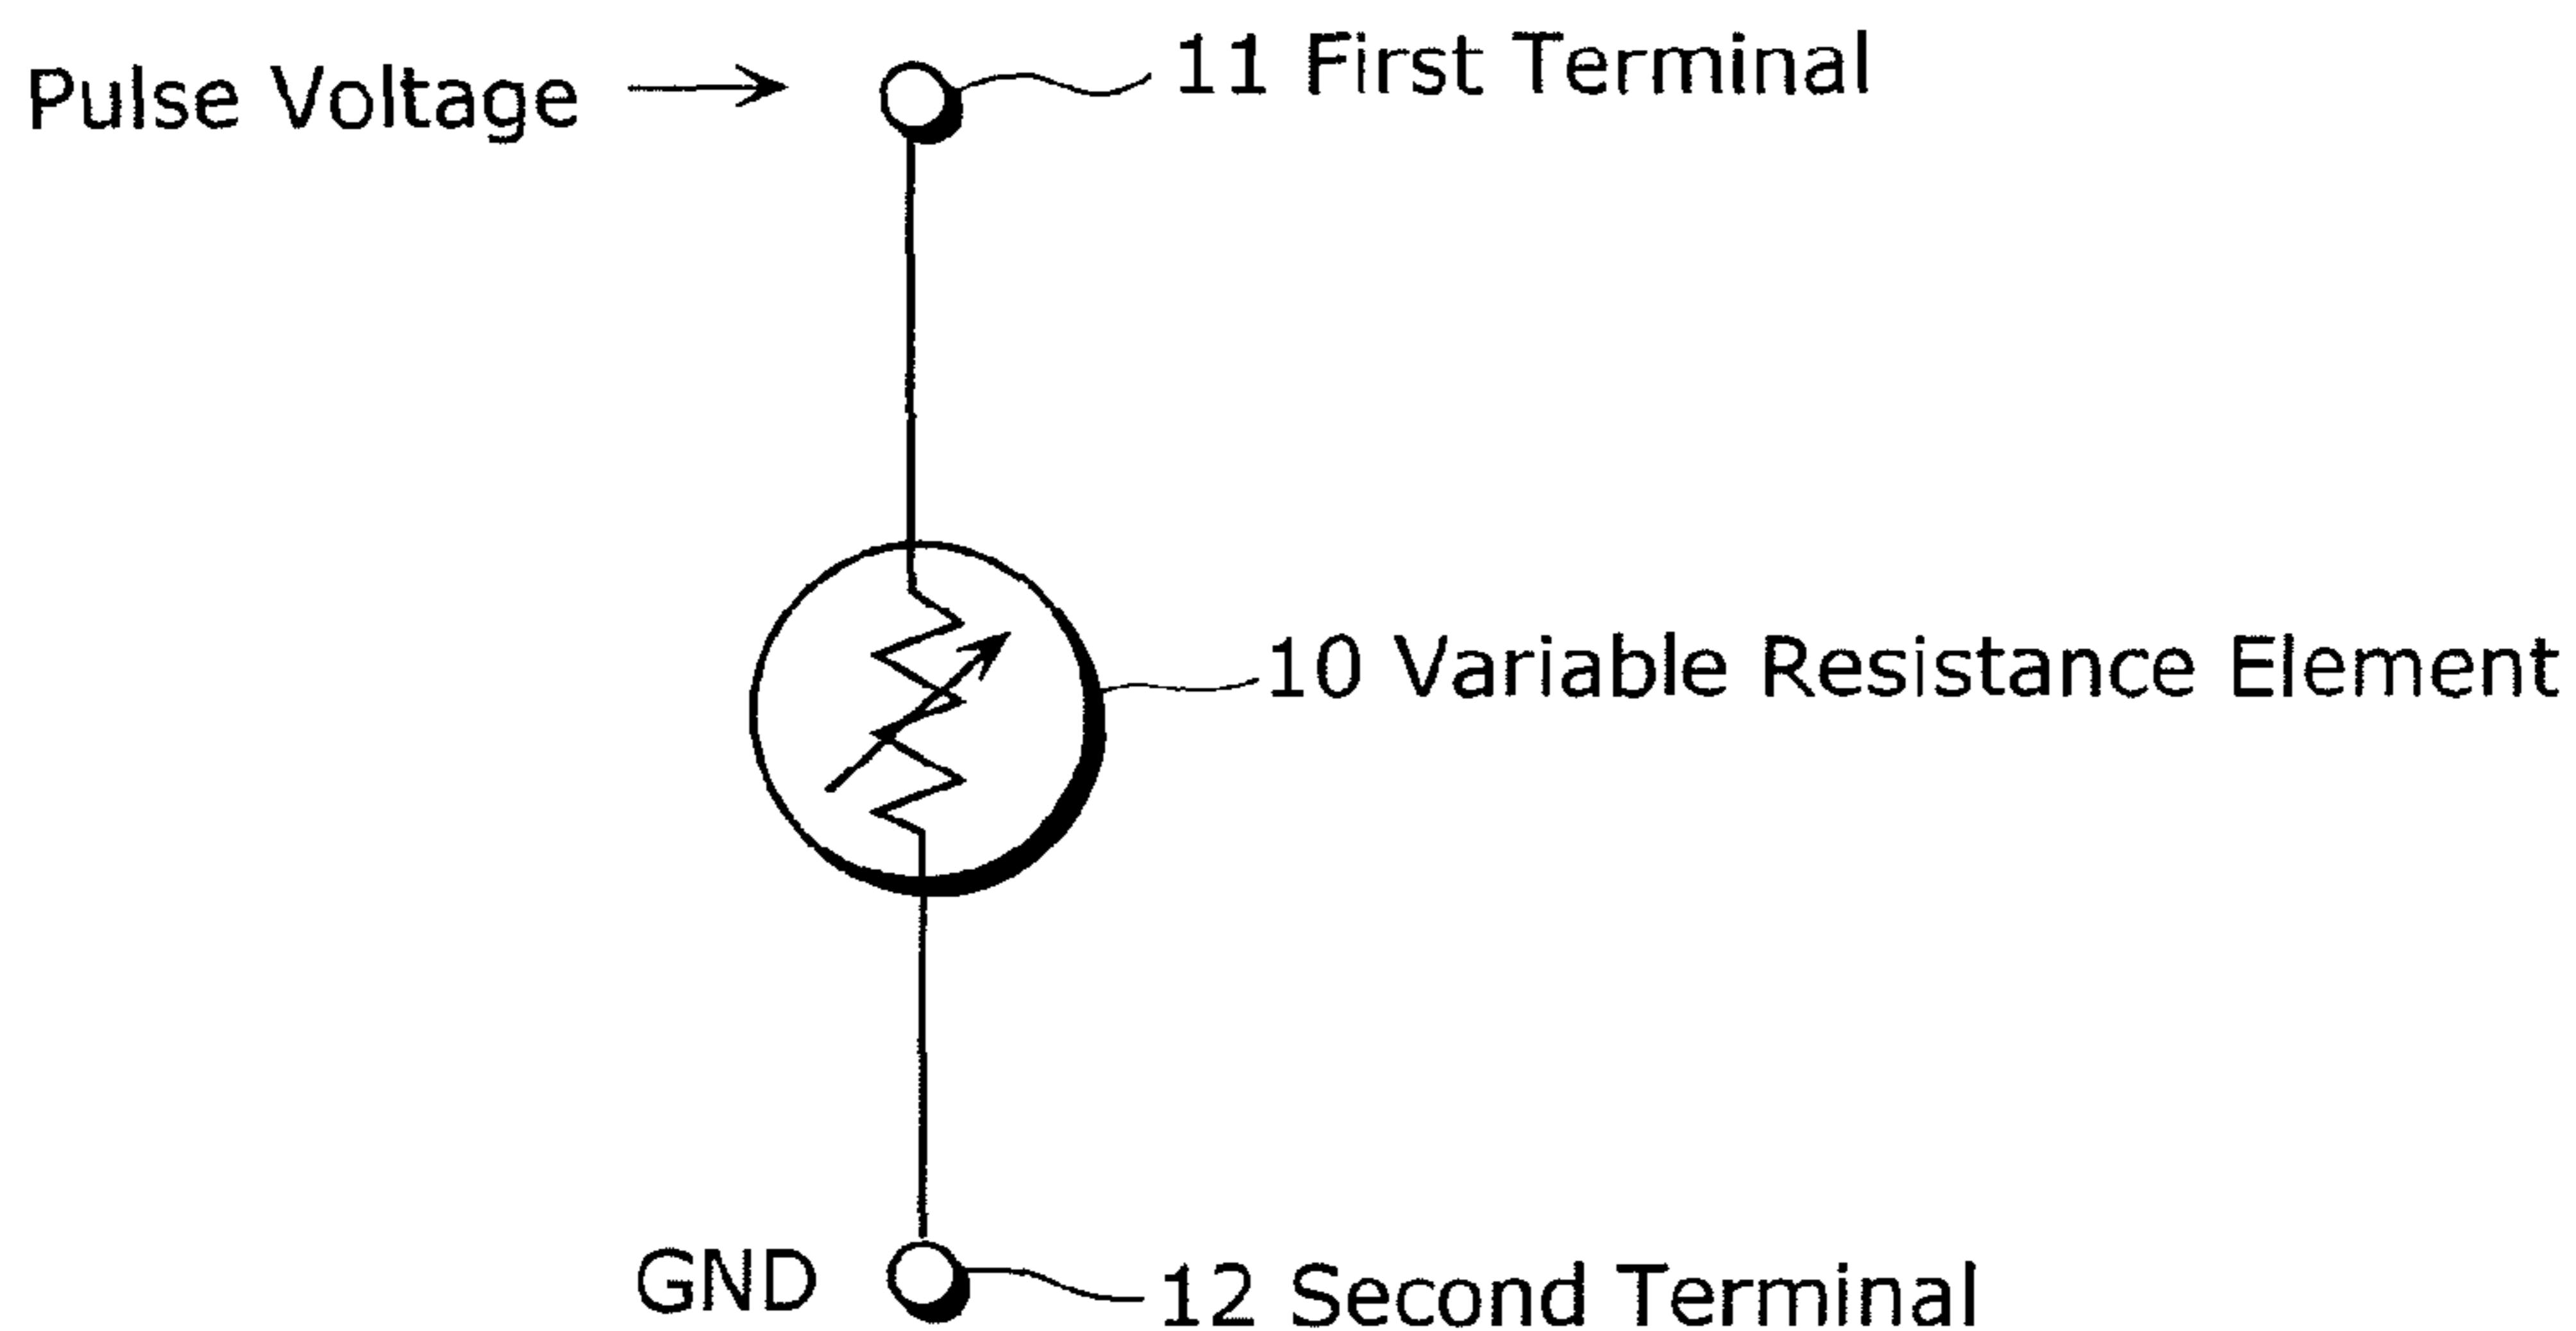 Pulse Voltage
11 First Terminal
10 Variable Resistance Element
GND
12 Second Terminal